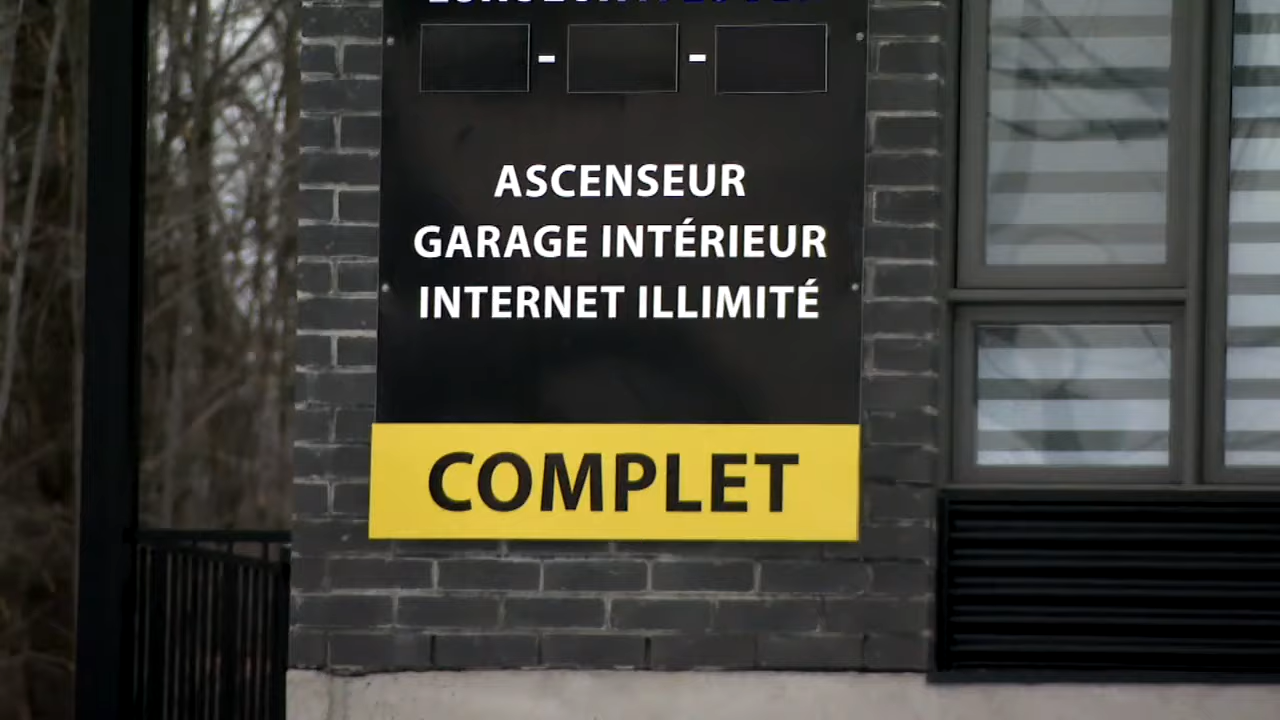 - -
ASCENSEUR
GARAGE INTÉRIEUR
INTERNET ILLIMITÉ
COMPLET